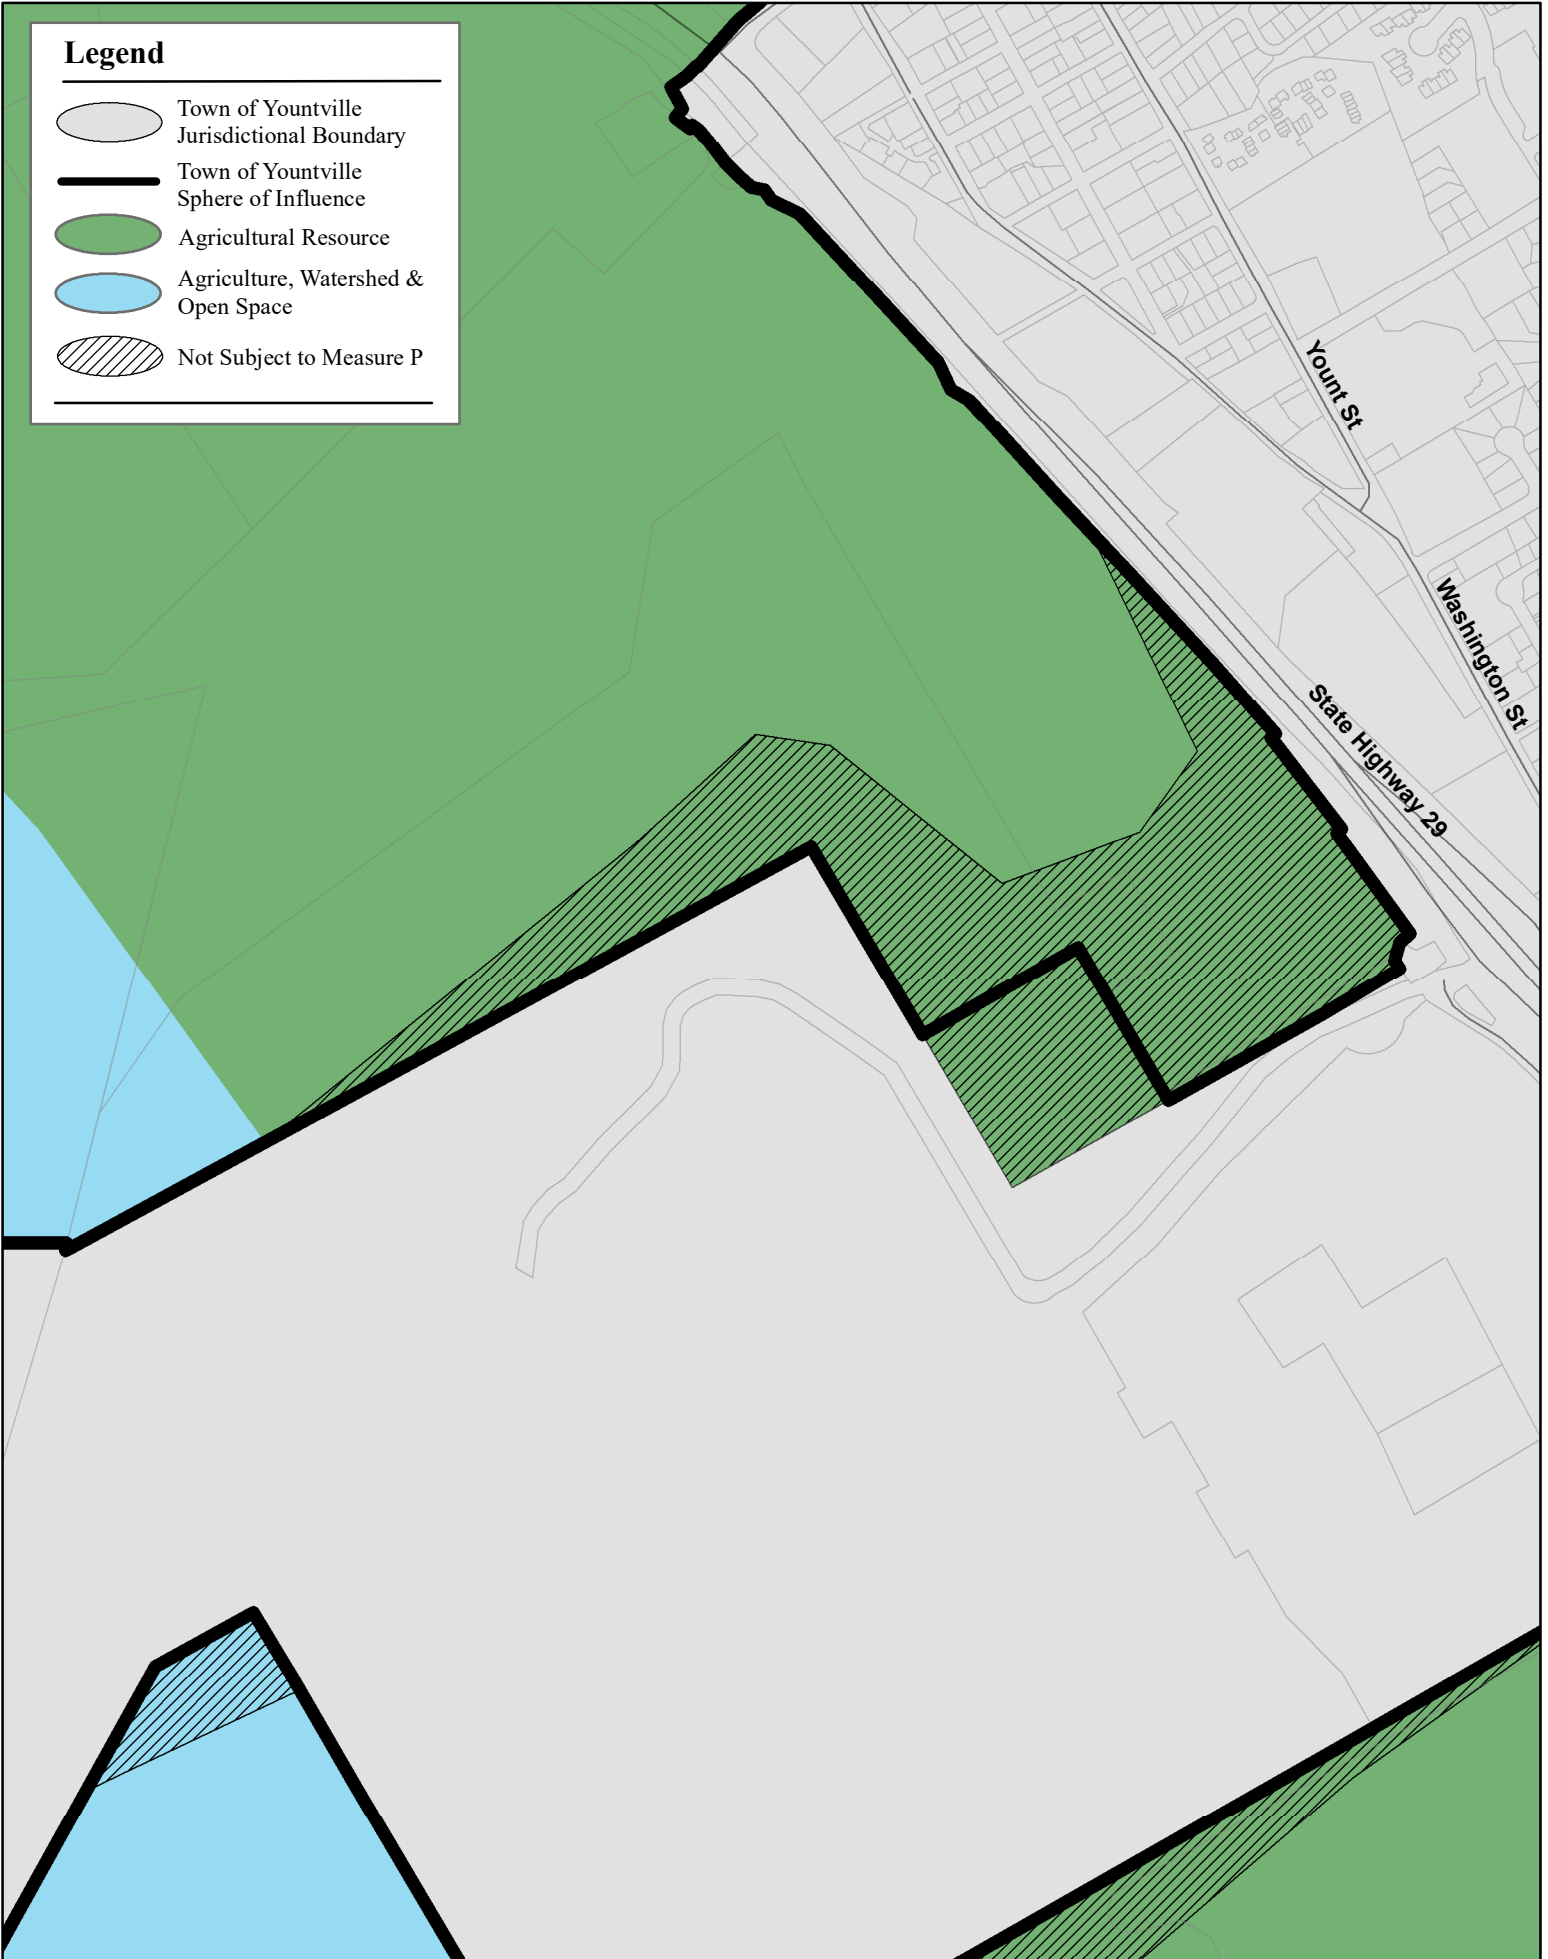 Legend
Town of Yountville
Jurisdictional Boundary
Town of Yountville
Sphere of Influence
Agricultural Resource
Agriculture, Watershed &
Open Space
Not Subject to Measure P
Yount St
Washington St
State Highway 29